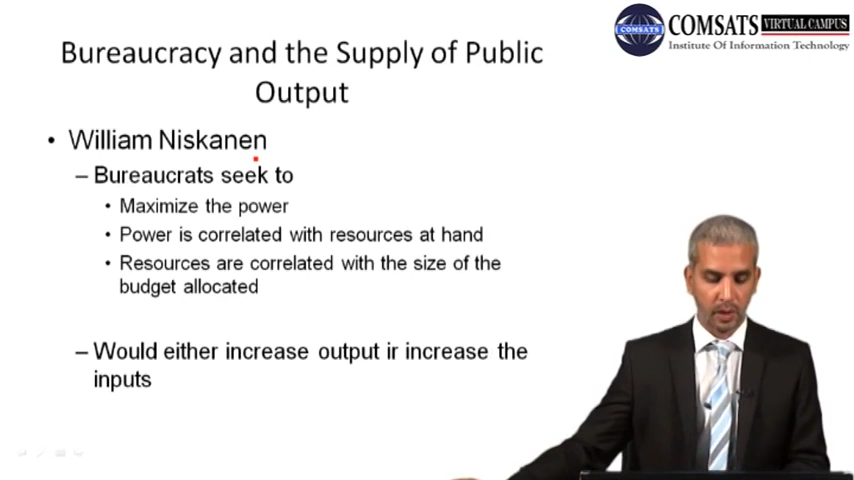 COMSATS VIRTUAL CAMPUS
COMSATS
Institute Of Information Technology
Bureaucracy and the Supply of Public
Output
• William Niskanen
– Bureaucrats seek to
• Maximize the power
• Power is correlated with resources at hand
• Resources are correlated with the size of the
budget allocated
– Would either increase output ir increase the
inputs